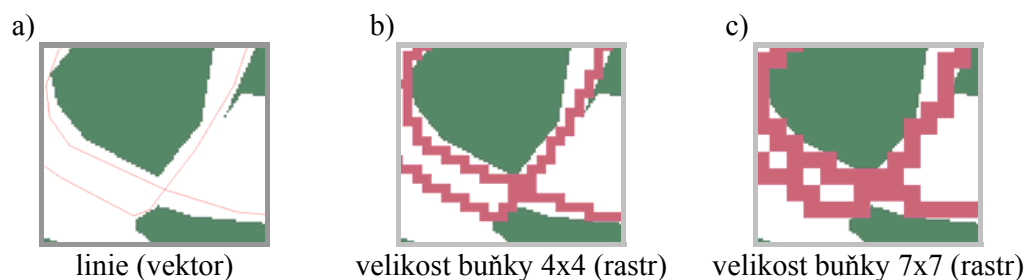 a)
b)
c)
linie (vektor)
velikost buňky 4x4 (rastr)
velikost buňky 7x7 (rastr)